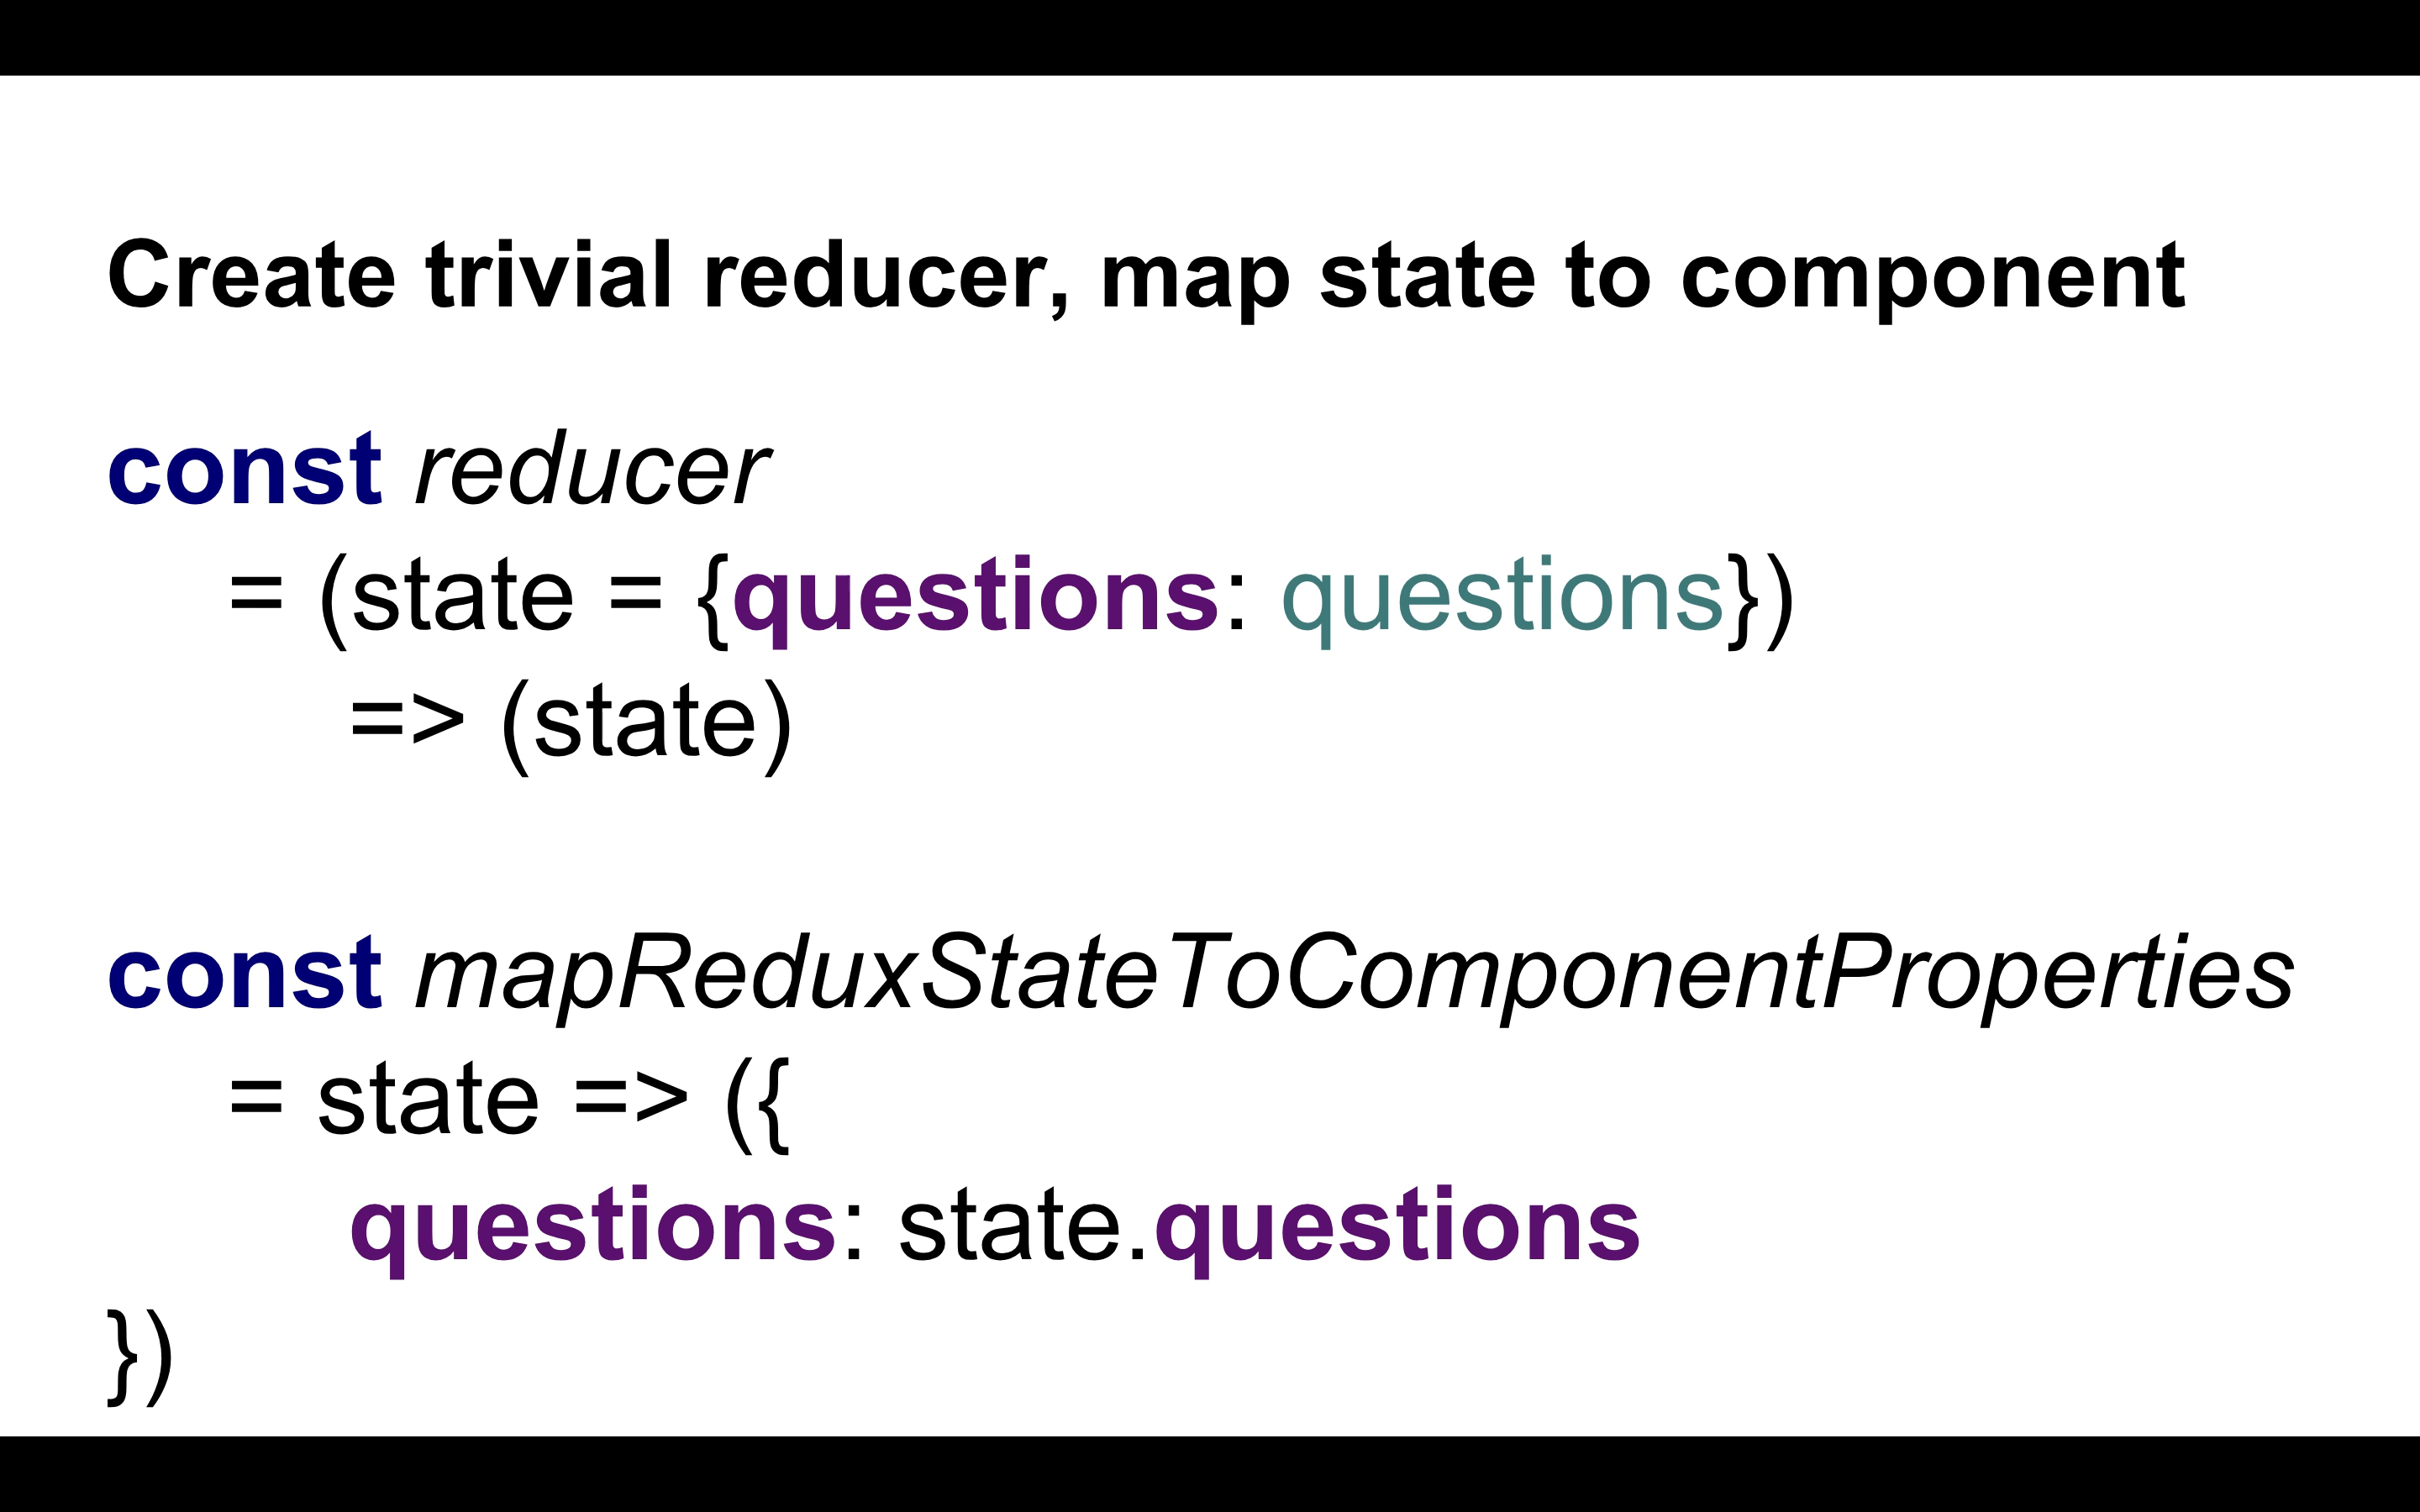 Create trivial reducer, map state to component
const reducer
= (state = {questions: questions})
=> (state)
const mapReduxStateToComponentProperties
= state => ({
questions: state.questions
})